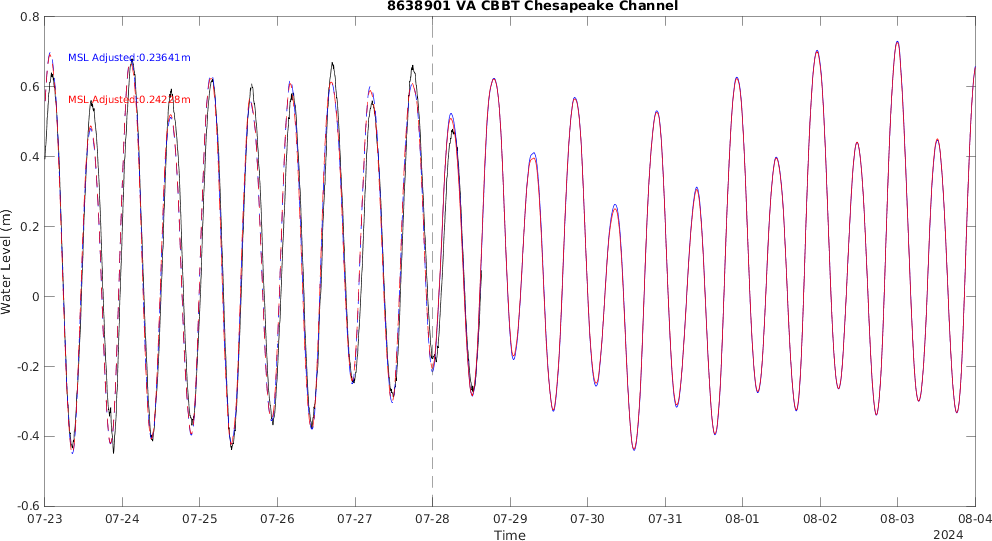 8638901 VA CBBT Chesapeake Channel
0.8
0.6
0.4
0.2
0
-0.2
-0.4
-0.6
Water Level (m)
MSL Adjusted:0.23641m
MSL Adjusted:0.24228m
07-23 07-24 07-25 07-26 07-27 07-28 07-29 07-30 07-31 08-01 08-02 08-03 08-04
Time
2024